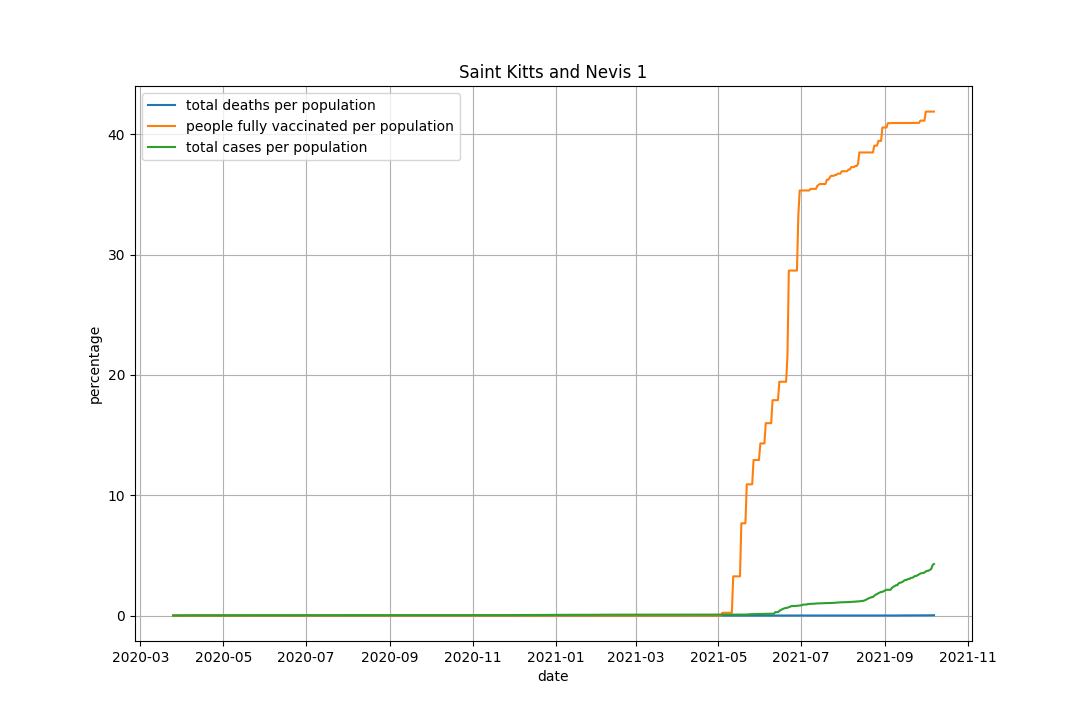 Saint Kitts and Nevis 1
total deaths per population
people fully vaccinated per population
total cases per population
percentage
40
30
20
10
0
2020-03 2020-05 2020-07 2020-09 2020-11 2021-01 2021-03 2021-05 2021-07 2021-09 2021-11
date